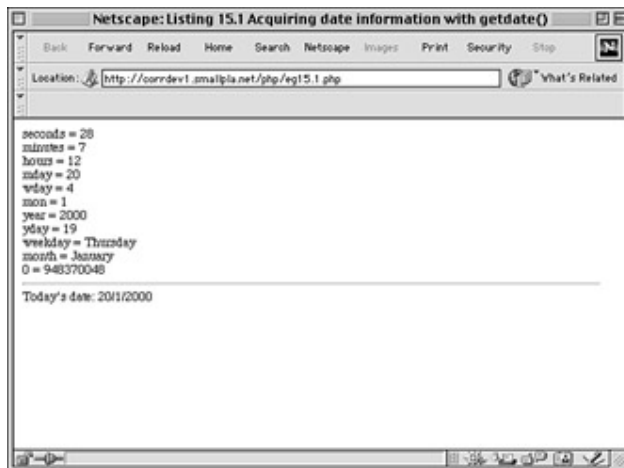 Netscape: Listing 15.1 Acquiring date information with getdate()
Back Forward Reload Home Search Netscape Images Print Security Stop
Location: http://corrdev1.smallpla.net/php/eg15.1.php What's Related
seconds = 28
minutes = 7
hours = 12
mday = 20
wday = 4
mon = 1
year = 2000
yday = 19
weekday = Thursday
month = January
0 = 948370048
Today's date: 20/1/2000